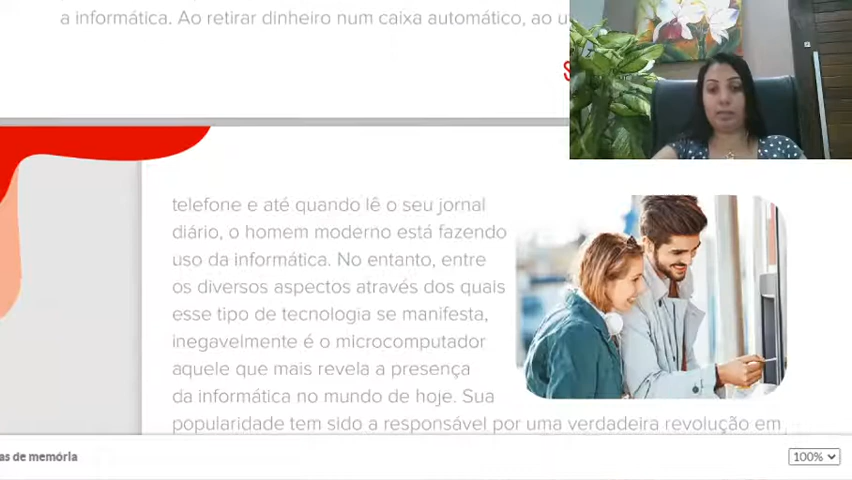 a informática. Ao retirar dinheiro num caixa automático, ao u
telefone e até quando lê o seu jornal
diário, o homem moderno está fazendo
uso da informática. No entanto, entre
os diversos aspectos através dos quais
esse tipo de tecnologia se manifesta,
inegavelmente é o microcomputador
aquele que mais revela a presença
da informática no mundo de hoje. Sua
popularidade tem sido a responsável por uma verdadeira revolução em
as de memória
100%